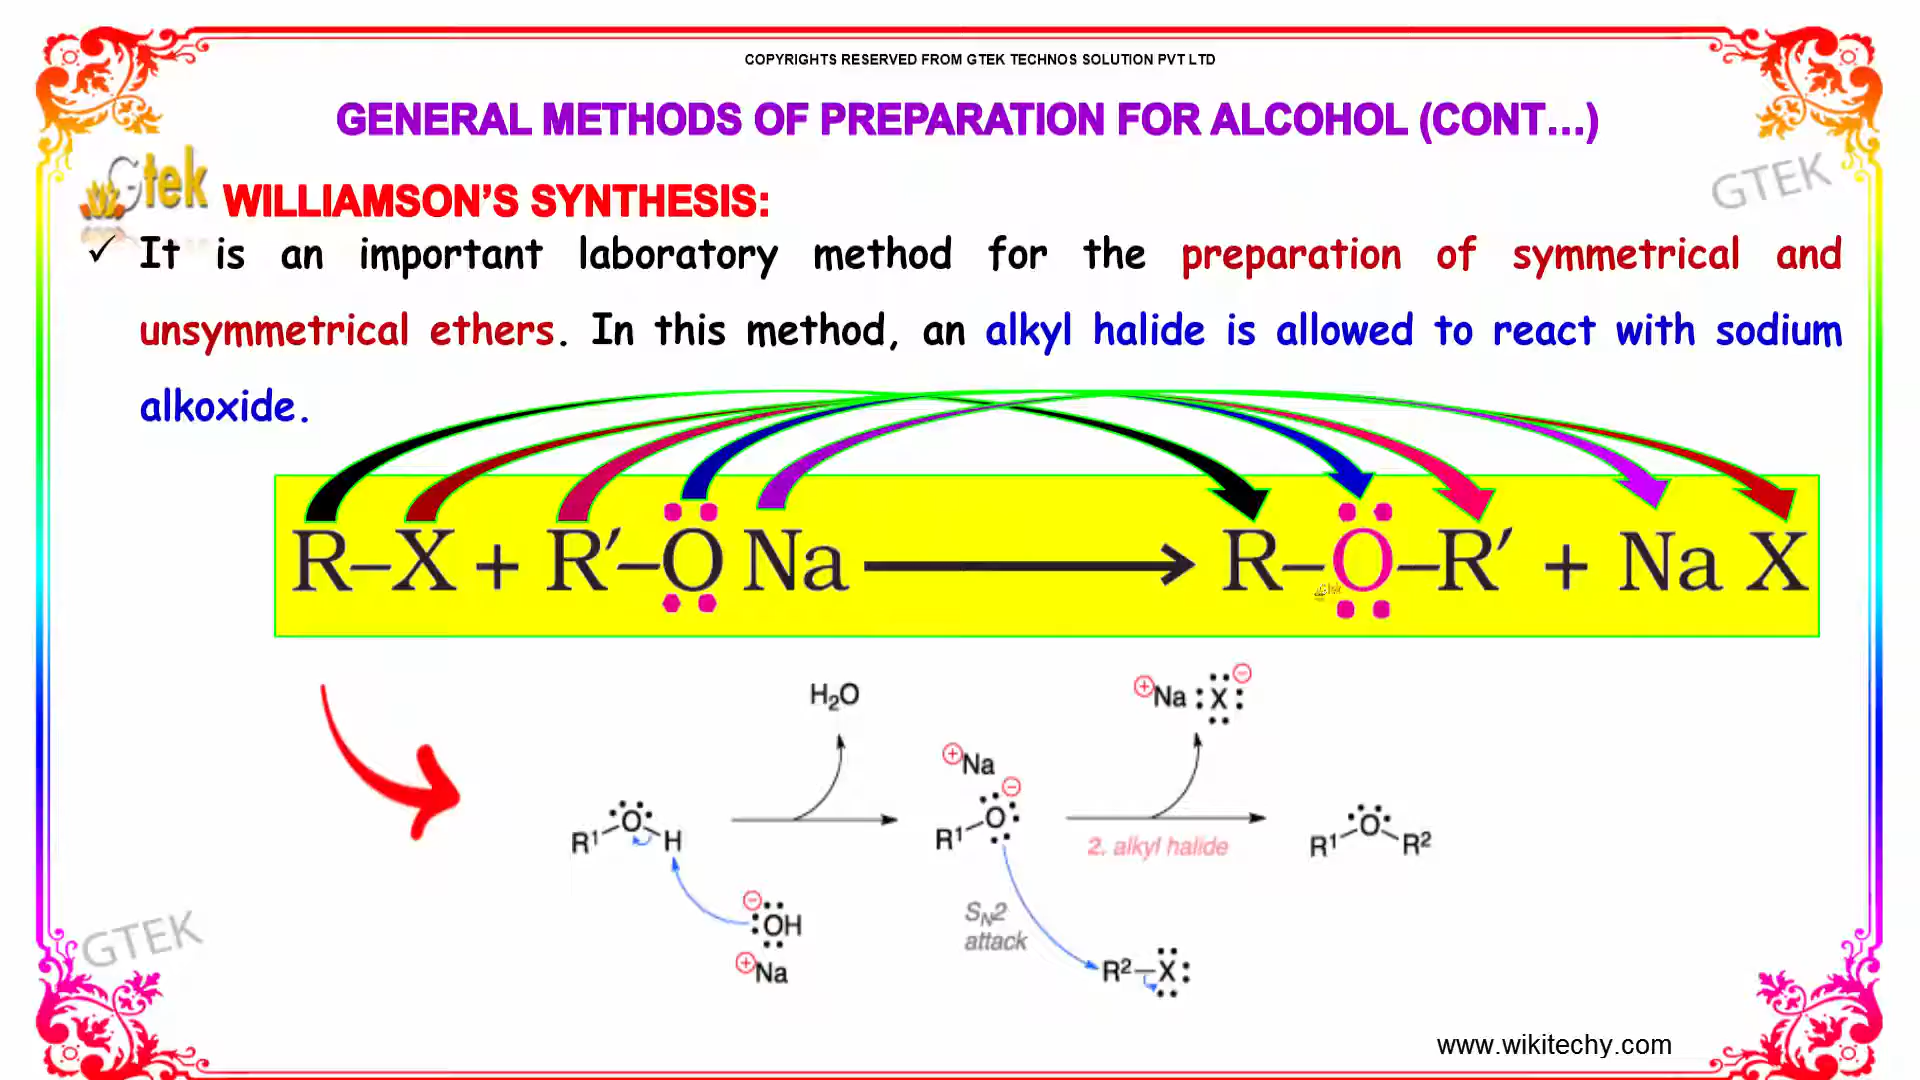 COPYRIGHTS RESERVED FROM GTEK TECHNOS SOLUTION PVT LTD
GENERAL METHODS OF PREPARATION FOR ALCOHOL (CONT...)
Gtek
GTEK
WILLIAMSON’S SYNTHESIS:
✓ It is an important laboratory method for the preparation of symmetrical and
unsymmetrical ethers. In this method, an alkyl halide is allowed to react with sodium
alkoxide.
R–X + R′–O Na ⟶ R–O–R′ + Na X
H₂O
⊕Na :X: ⊖
⊕Na
R¹–O–H
R¹–O: ⊖
2. alkyl halide
R¹–O–R²
⊖ :OH
⊕Na
SN2
attack
R²–X:
GTEK
www.wikitechy.com